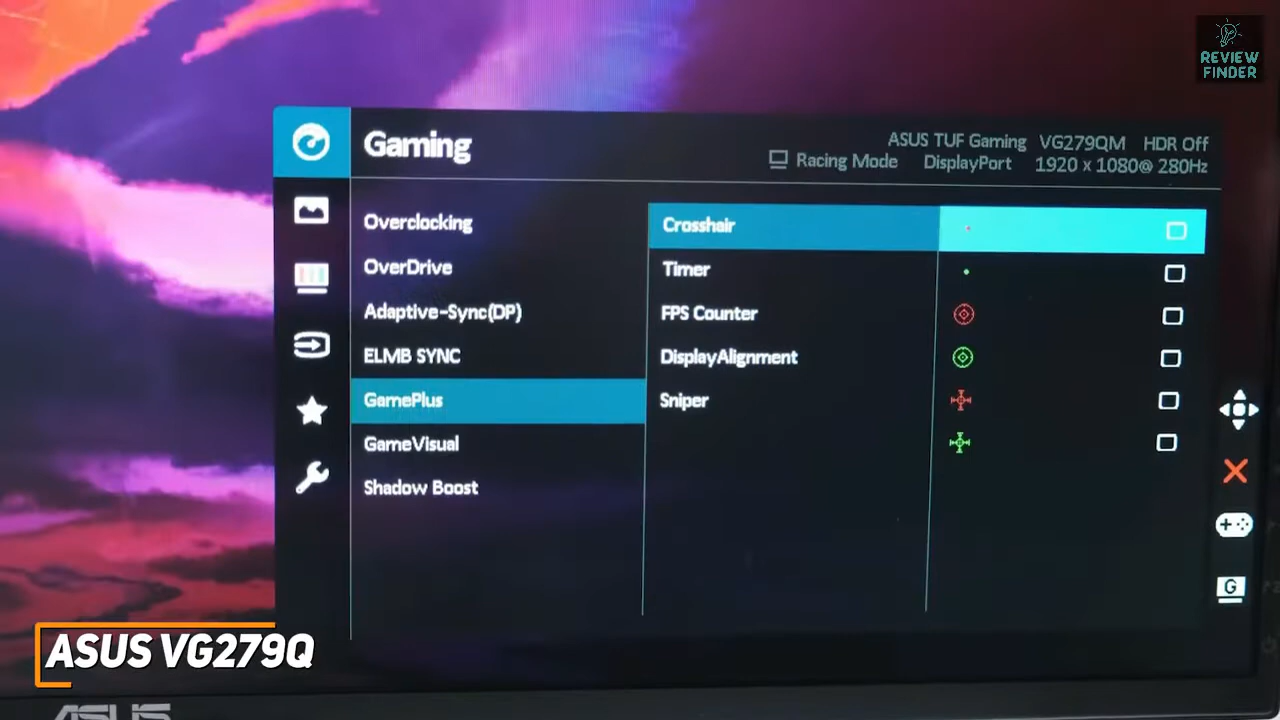 REVIEW
FINDER
Gaming
ASUS TUF Gaming VG279QM HDR Off
Racing Mode DisplayPort 1920 x 1080@ 280Hz
Overclocking
OverDrive
Adaptive-Sync(DP)
ELMB SYNC
GamePlus
GameVisual
Shadow Boost
Crosshair
Timer
FPS Counter
DisplayAlignment
Sniper
G
ASUS VG279Q
ASUS